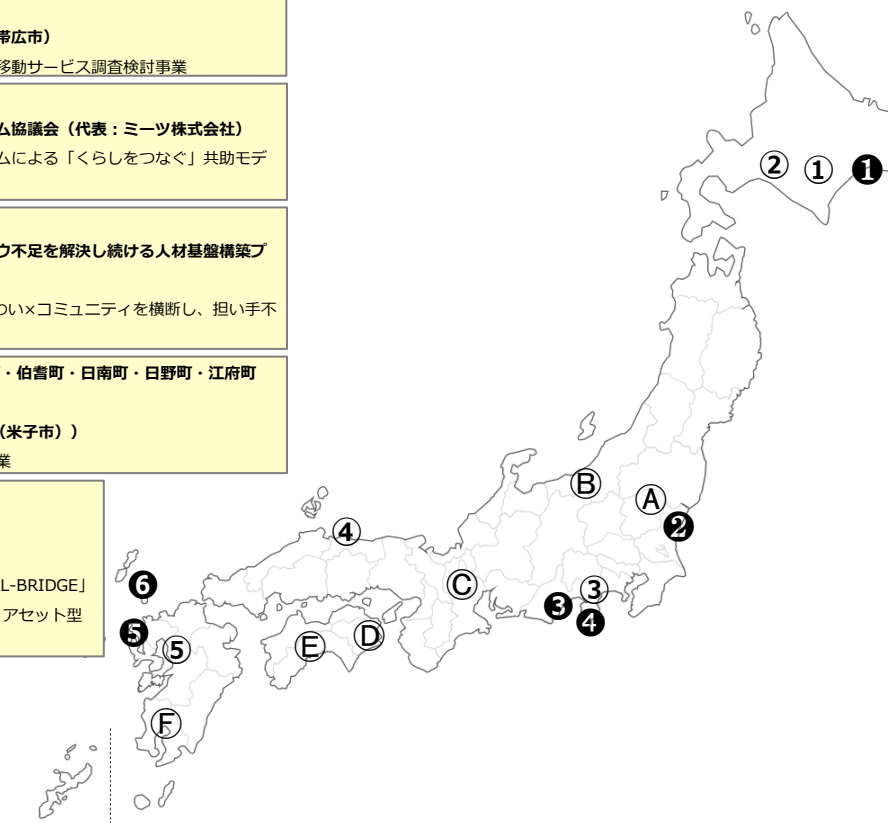 帯広市）
移動サービス調査検討事業
ム協議会（代表：ミーツ株式会社）
ムによる「くらしをつなぐ」共助モデ
ウ不足を解決し続ける人材基盤構築プ
わい×コミュニティを横断し、担い手不
・伯耆町・日南町・日野町・江府町
（米子市））
業
L-BRIDGE」
アセット型
② ① ❶
Ⓑ Ⓐ
❷
④
❻ Ⓒ ③
❸
❹
❺ ⑤ Ⓔ Ⓓ
Ⓕ